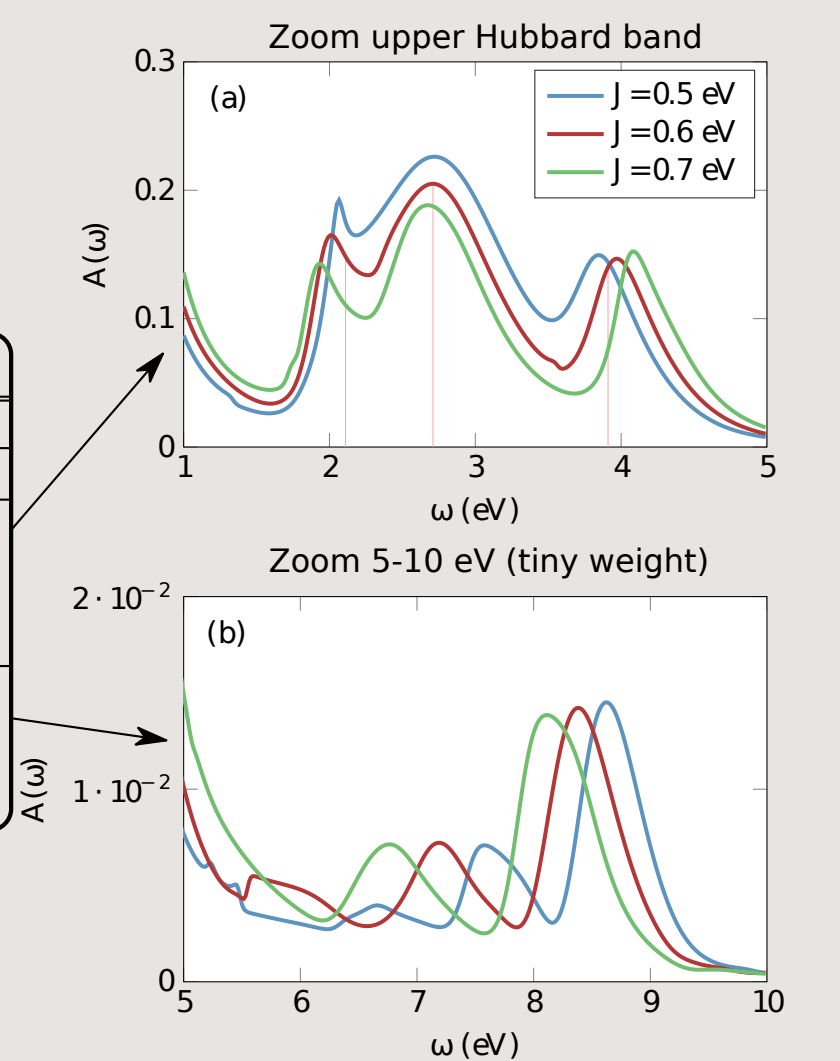 Zoom upper Hubbard band
0.3
(a)
J =0.5 eV
J =0.6 eV
J =0.7 eV
0.2
A(ω)
0.1
0
1 2 3 4 5
ω (eV)
Zoom 5-10 eV (tiny weight)
2·10⁻²
(b)
1·10⁻²
A(ω)
0
5 6 7 8 9 10
ω (eV)